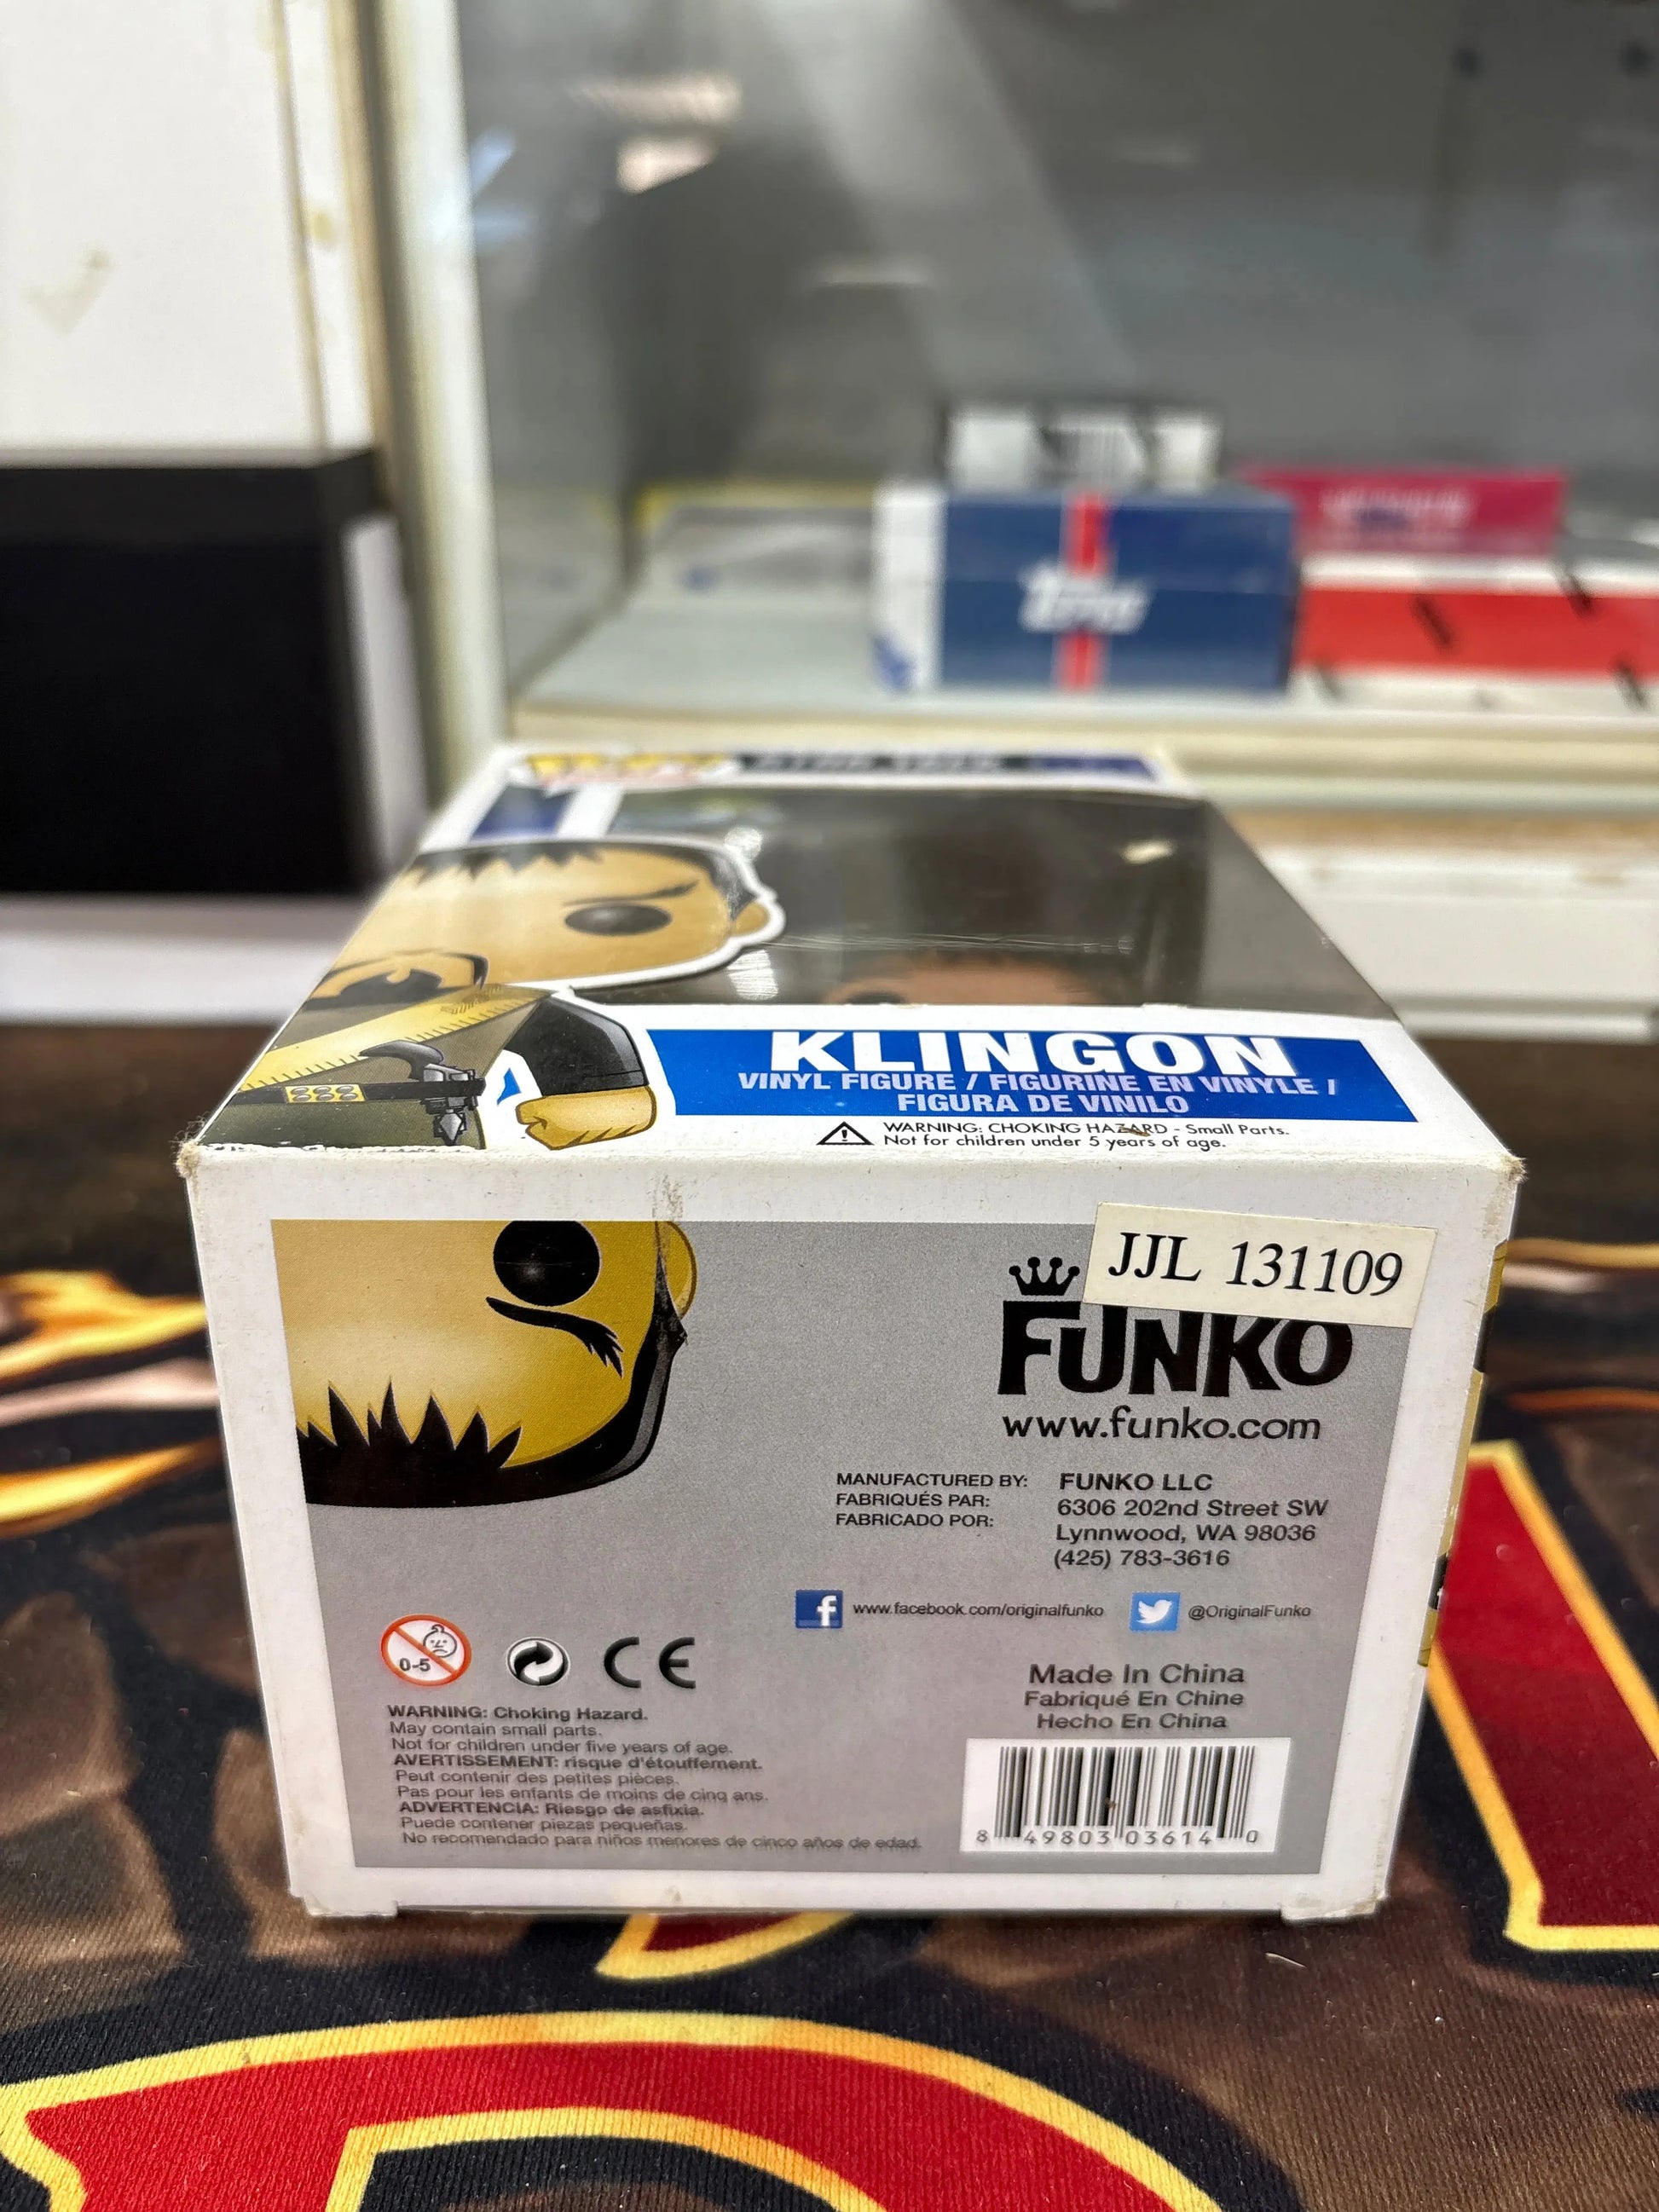 topps
KLINGON
VINYL FIGURE / FIGURINE EN VINYLE /
FIGURA DE VINILO
WARNING: CHOKING HAZARD - Small Parts.
Not for children under 5 years of age.
JJL 131109
FUNKO
www.funko.com
MANUFACTURED BY: FUNKO LLC
FABRIQUÉS PAR: 6306 202nd Street SW
FABRICADO POR: Lynnwood, WA 98036
(425) 783-3616
f www.facebook.com/originalfunko @OriginalFunko
0-5 CE
Made In China
Fabriqué En Chine
Hecho En China
WARNING: Choking Hazard.
May contain small parts.
Not for children under five years of age.
AVERTISSEMENT: risque d'étouffement.
Peut contenir des petites pièces.
Pas pour les enfants de moins de cinq ans.
ADVERTENCIA: Riesgo de asfixia.
Puede contener piezas pequeñas.
No recomendado para niños menores de cinco años de edad.
8 49803 03614 0